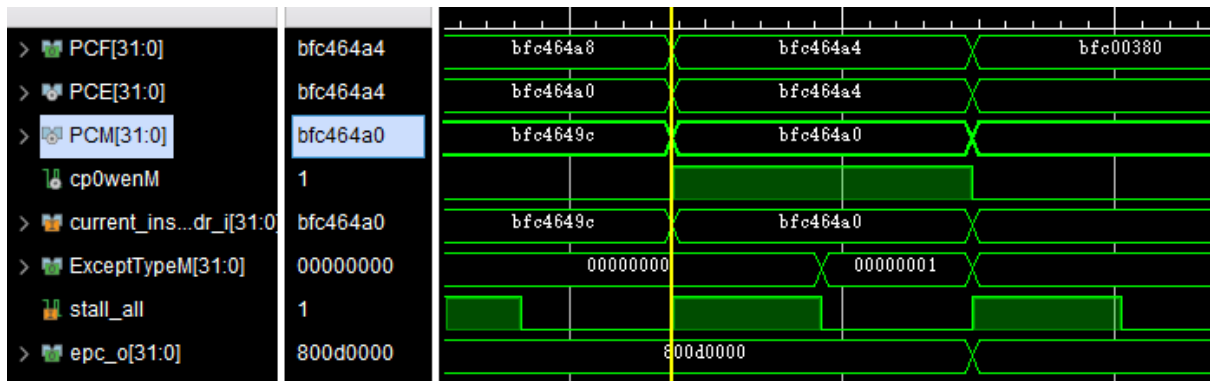 PCF[31:0] bfc464a4 bfc464a8 bfc464a4 bfc00380
PCE[31:0] bfc464a4 bfc464a0 bfc464a4
PCM[31:0] bfc464a0 bfc4649c bfc464a0
cp0wenM 1
current_ins...dr_i[31:0] bfc464a0 bfc4649c bfc464a0
ExceptTypeM[31:0] 00000000 00000000 00000001
stall_all 1
epc_o[31:0] 800d0000 800d0000